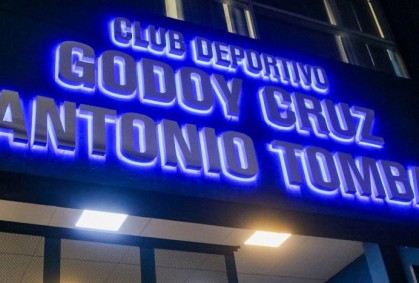 CLUB DEPORTIVO
GODOY CRUZ
ANTONIO TOMB